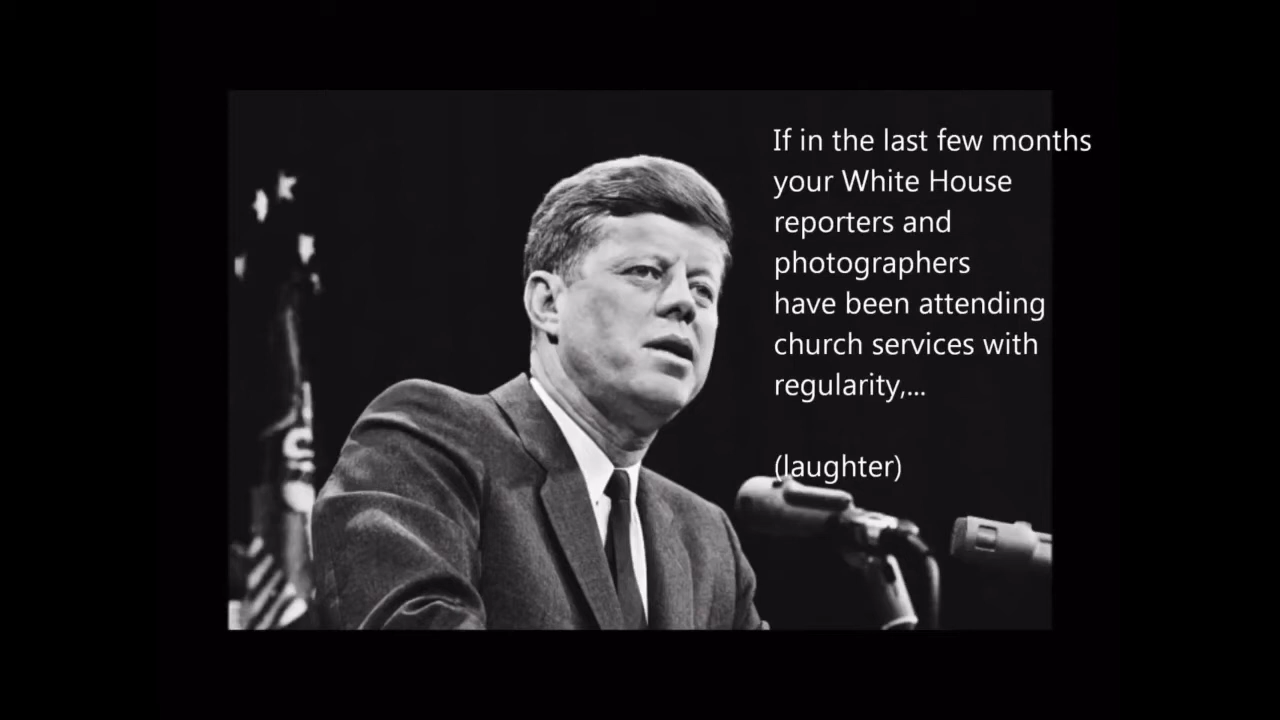 If in the last few months
your White House
reporters and
photographers
have been attending
church services with
regularity,...
(laughter)